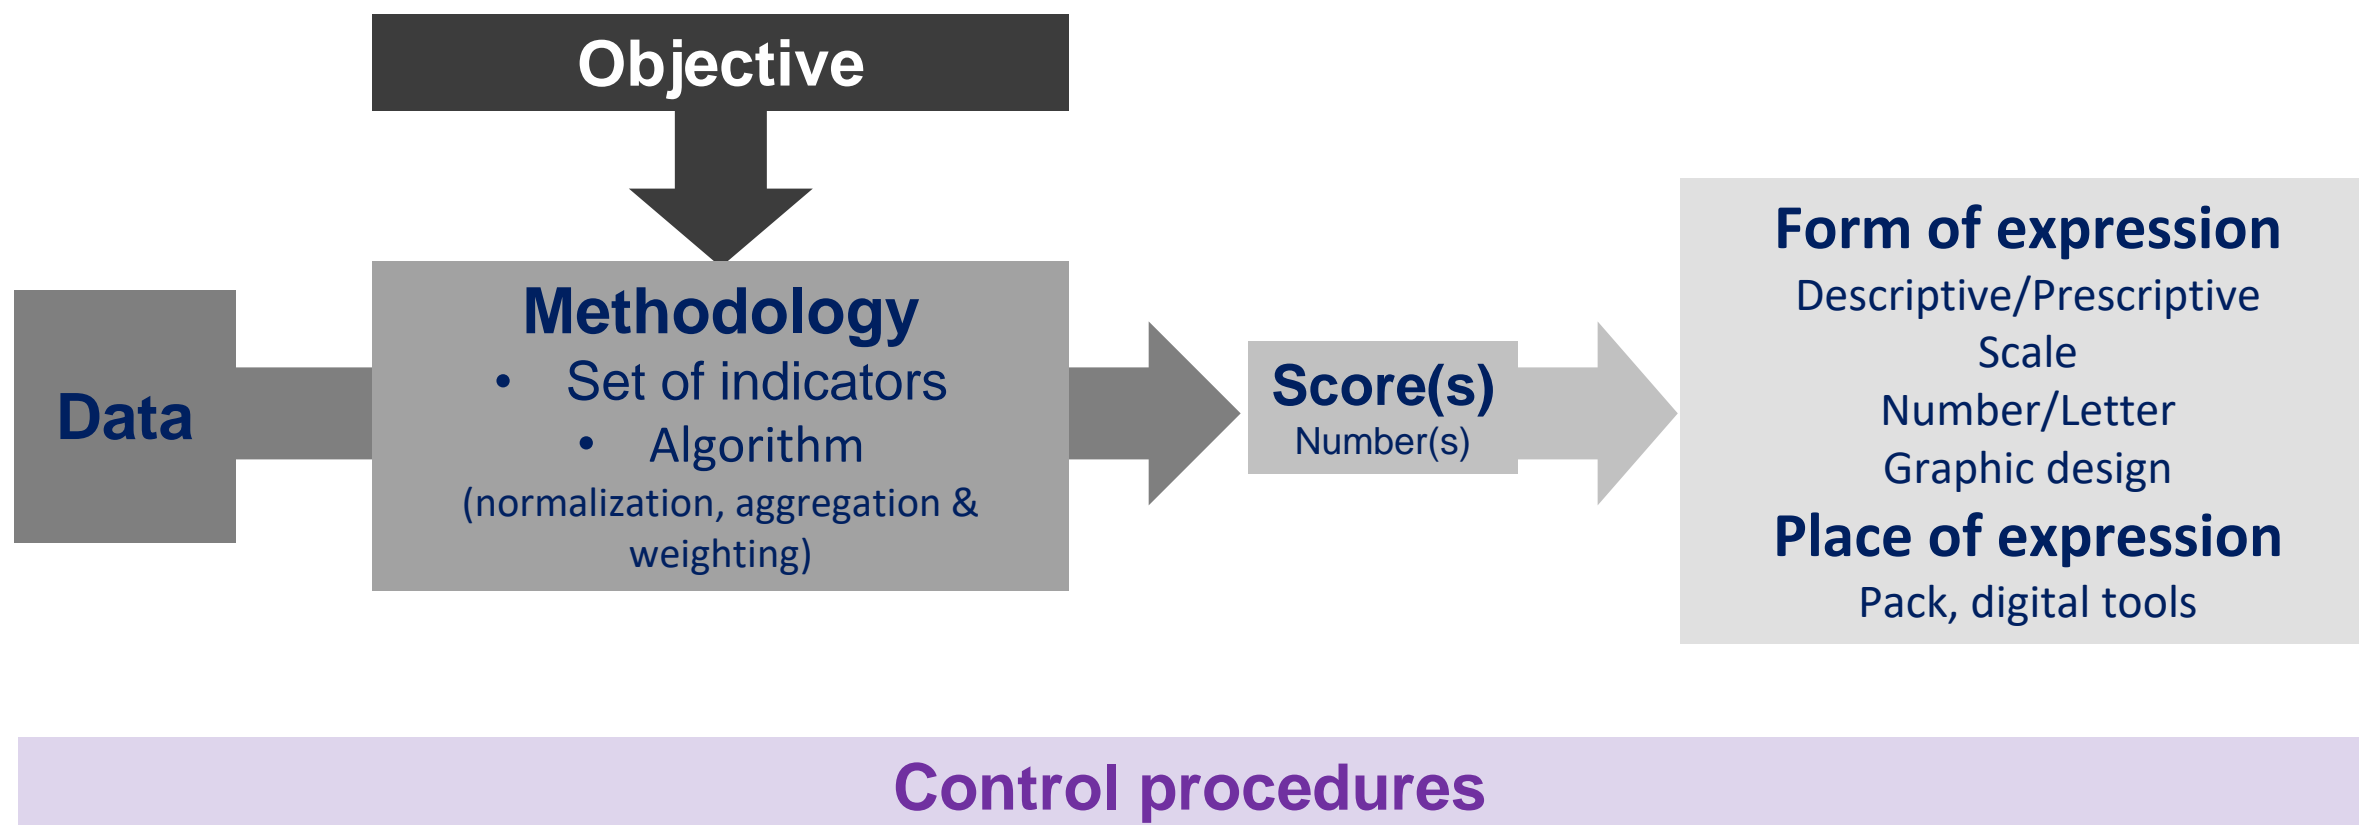 Objective
Data
Methodology
• Set of indicators
• Algorithm
(normalization, aggregation &
weighting)
Score(s)
Number(s)
Form of expression
Descriptive/Prescriptive
Scale
Number/Letter
Graphic design
Place of expression
Pack, digital tools
Control procedures